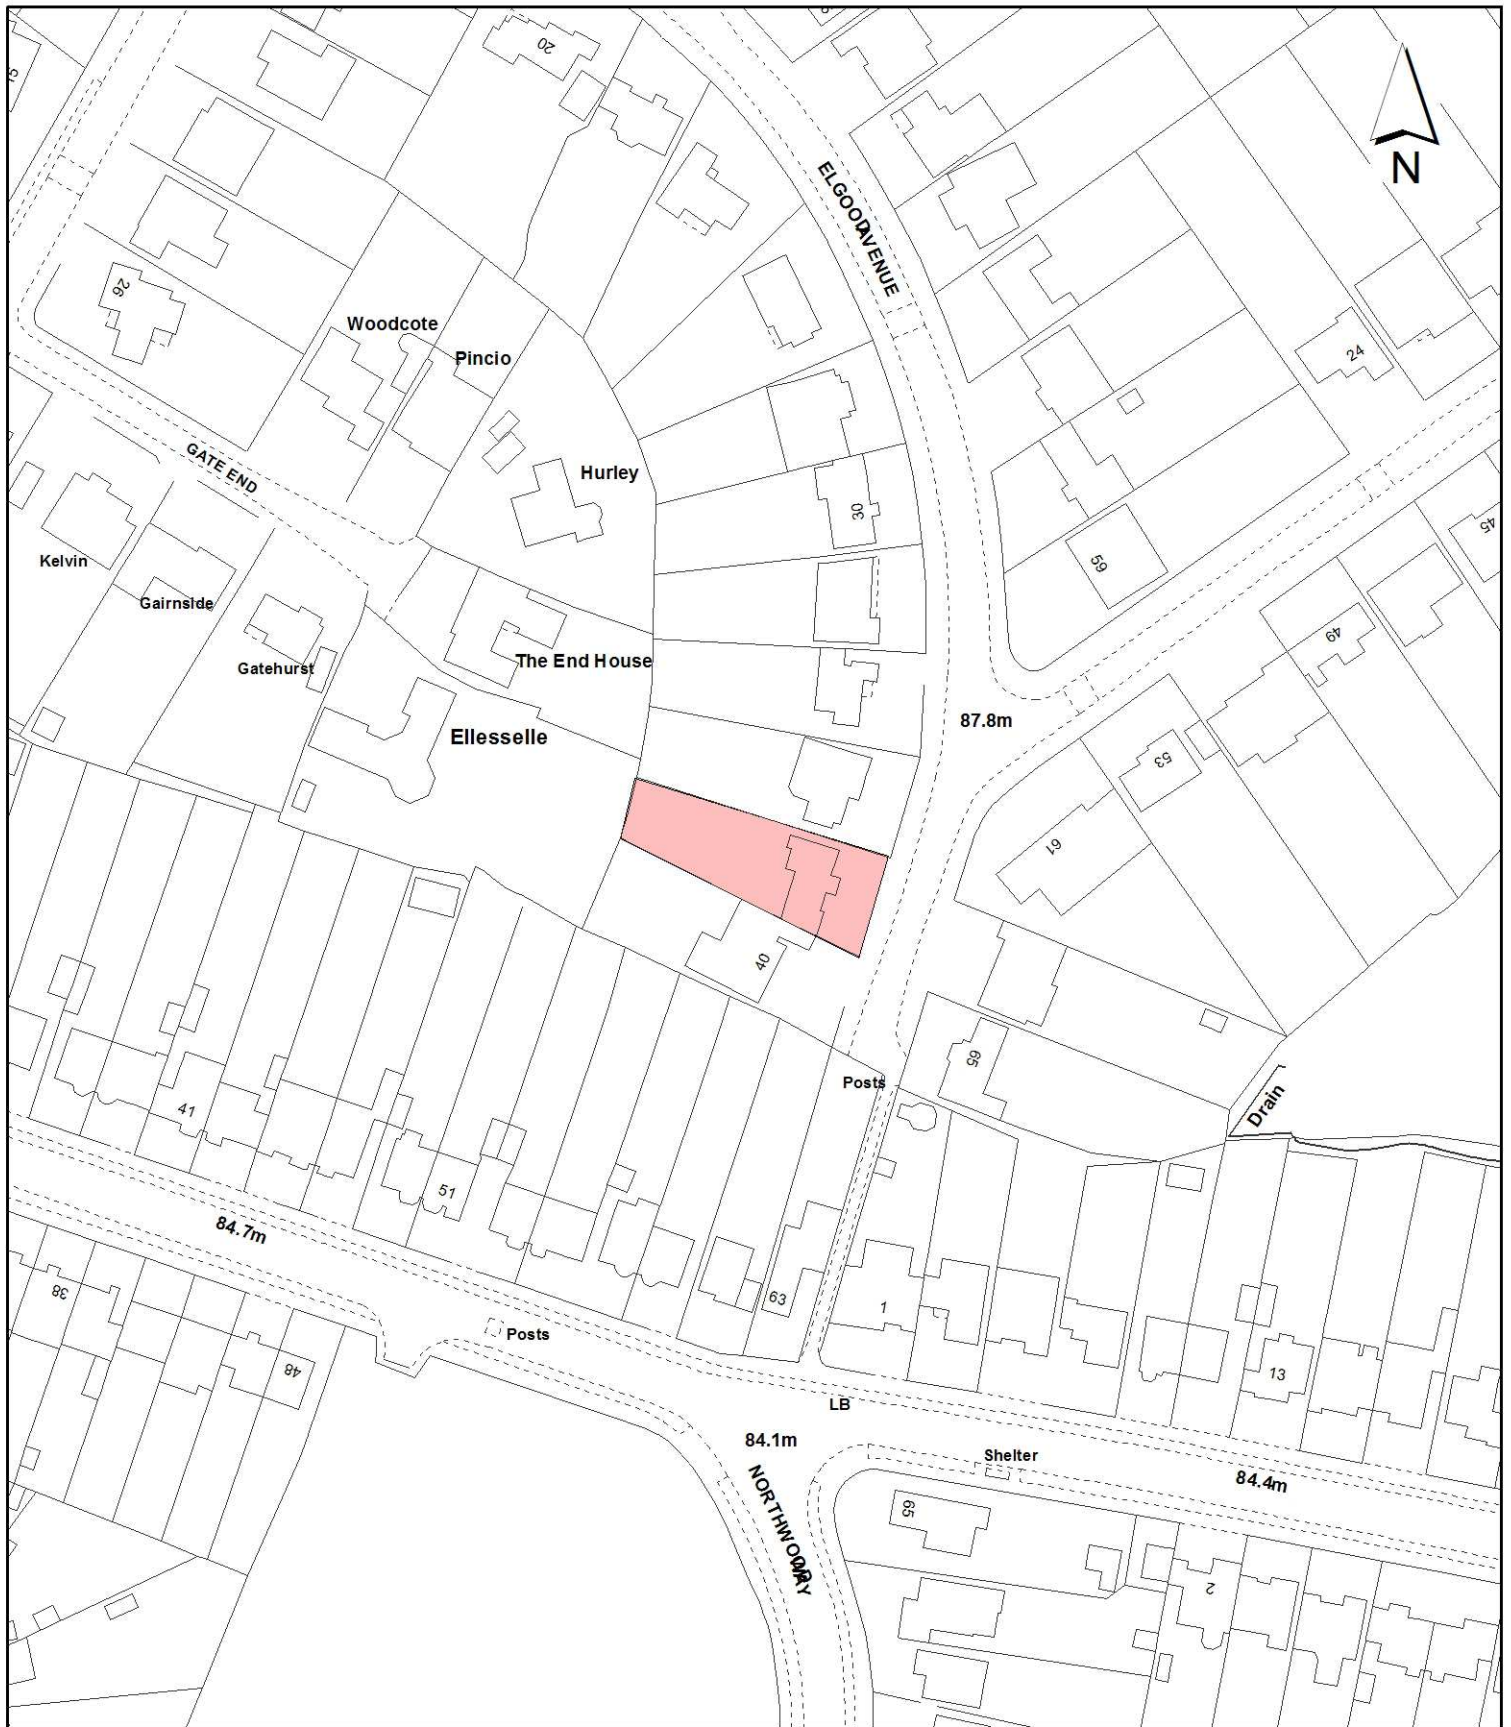 20
N
ELGOOD AVENUE
26
Woodcote
Pincio
24
GATE END
Hurley
30
45
Kelvin
59
Gairnside
49
Gatehurst
The End House
87.8m
Ellesselle
53
61
40
65
Posts
Drain
41
51
84.7m
63
1
38
Posts
48
13
LB
84.1m
Shelter
84.4m
NORTHWOOD WAY
65
2